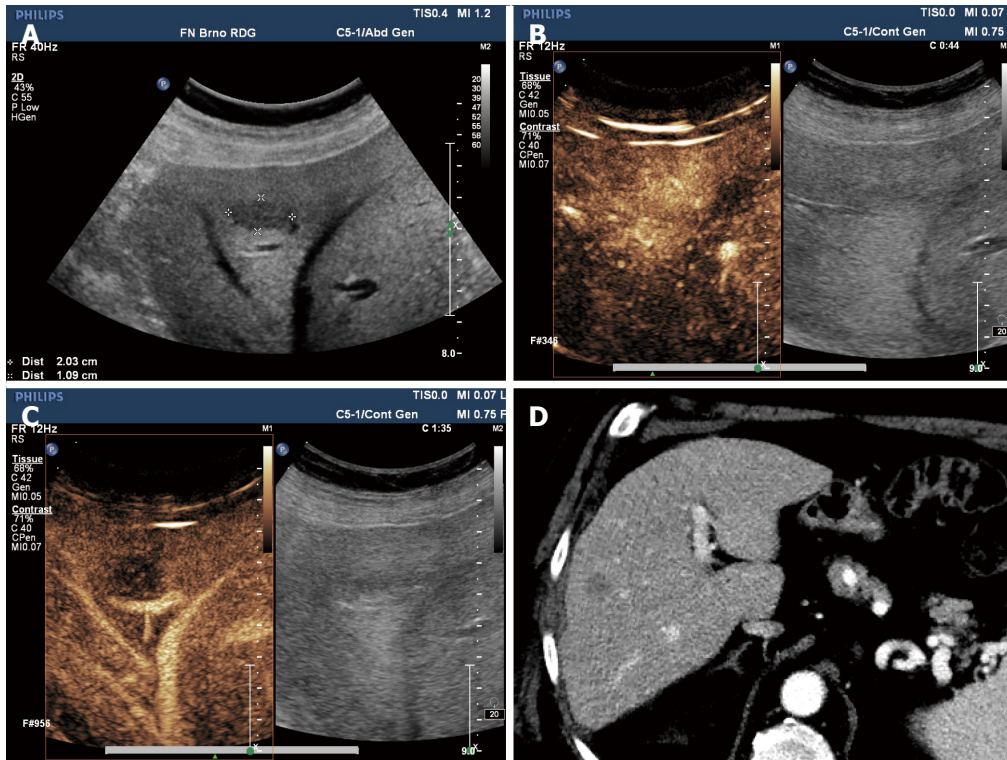 A
PHILIPS
TIS0.4 MI 1.2
FN Brno RDG
C5-1/Abd Gen
FR 40Hz
RS
M2
2D
43%
C 55
P Low
HGen
P
20
30
39
47
52
55
58
60
X
8.0
Dist 2.03 cm
Dist 1.09 cm
B
PHILIPS
TIS0.0 MI 0.07
C5-1/Cont Gen
MI 0.75
FR 12Hz
RS
C 0:44
M1
Tissue
68%
C 42
Gen
MI0.05
Contrast
71%
C 40
CPen
MI0.07
P
P
F#346
X
X
20
9.0
C
PHILIPS
TIS0.0 MI 0.07 L
C5-1/Cont Gen
MI 0.75 F
FR 12Hz
RS
C 1:35
M1
M2
Tissue
68%
C 42
Gen
MI0.05
Contrast
71%
C 40
CPen
MI0.07
P
P
F#956
X
X
20
9.0
D